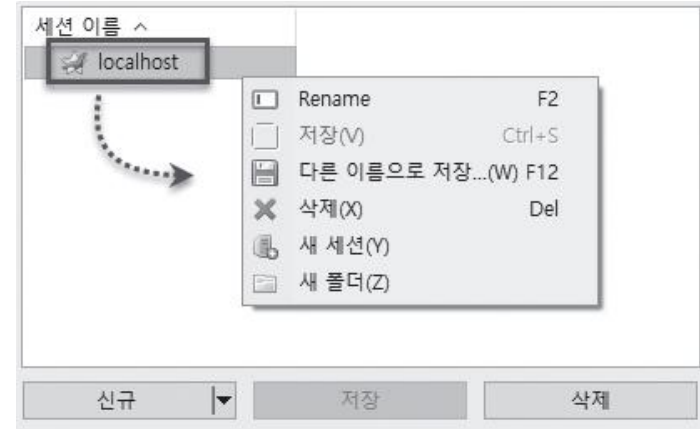 세션 이름
localhost
Rename F2
저장(V) Ctrl+S
다른 이름으로 저장...(W) F12
삭제(X) Del
새 세션(Y)
새 폴더(Z)
신규 저장 삭제